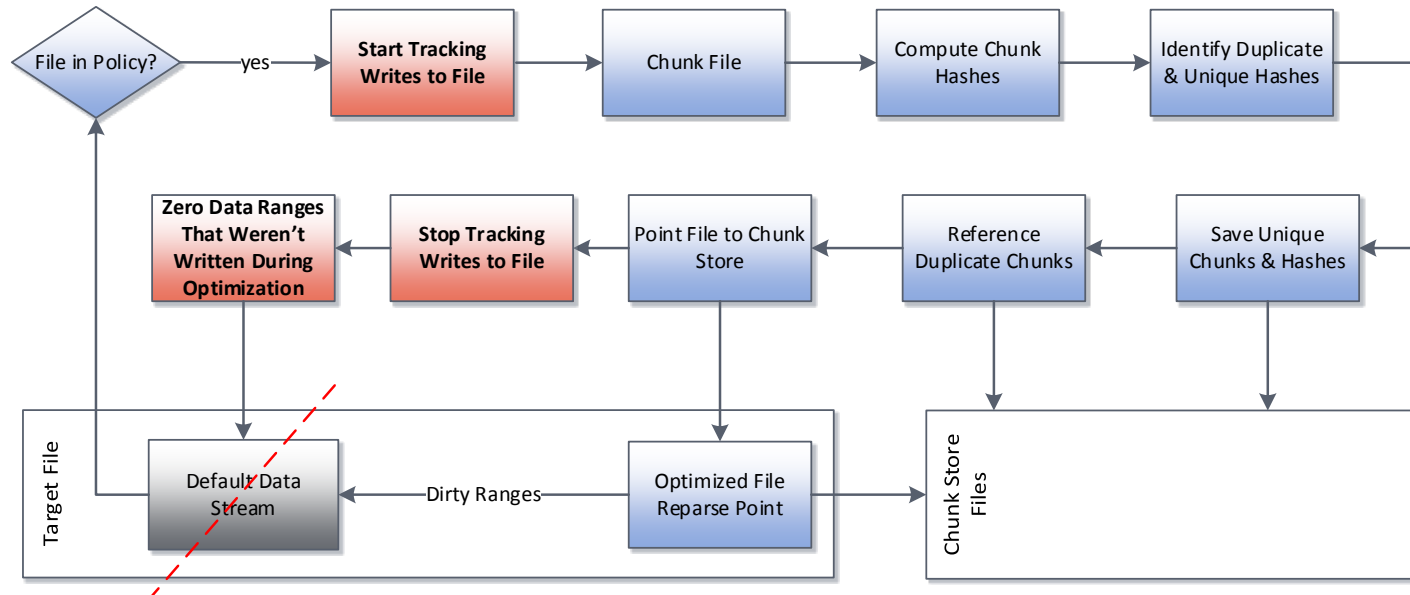 File in Policy?
yes
Start Tracking
Writes to File
Chunk File
Compute Chunk
Hashes
Identify Duplicate
& Unique Hashes
Zero Data Ranges
That Weren’t
Written During
Optimization
Stop Tracking
Writes to File
Point File to Chunk
Store
Reference
Duplicate Chunks
Save Unique
Chunks & Hashes
Target File
Default Data
Stream
Dirty Ranges
Optimized File
Reparse Point
Chunk Store
Files